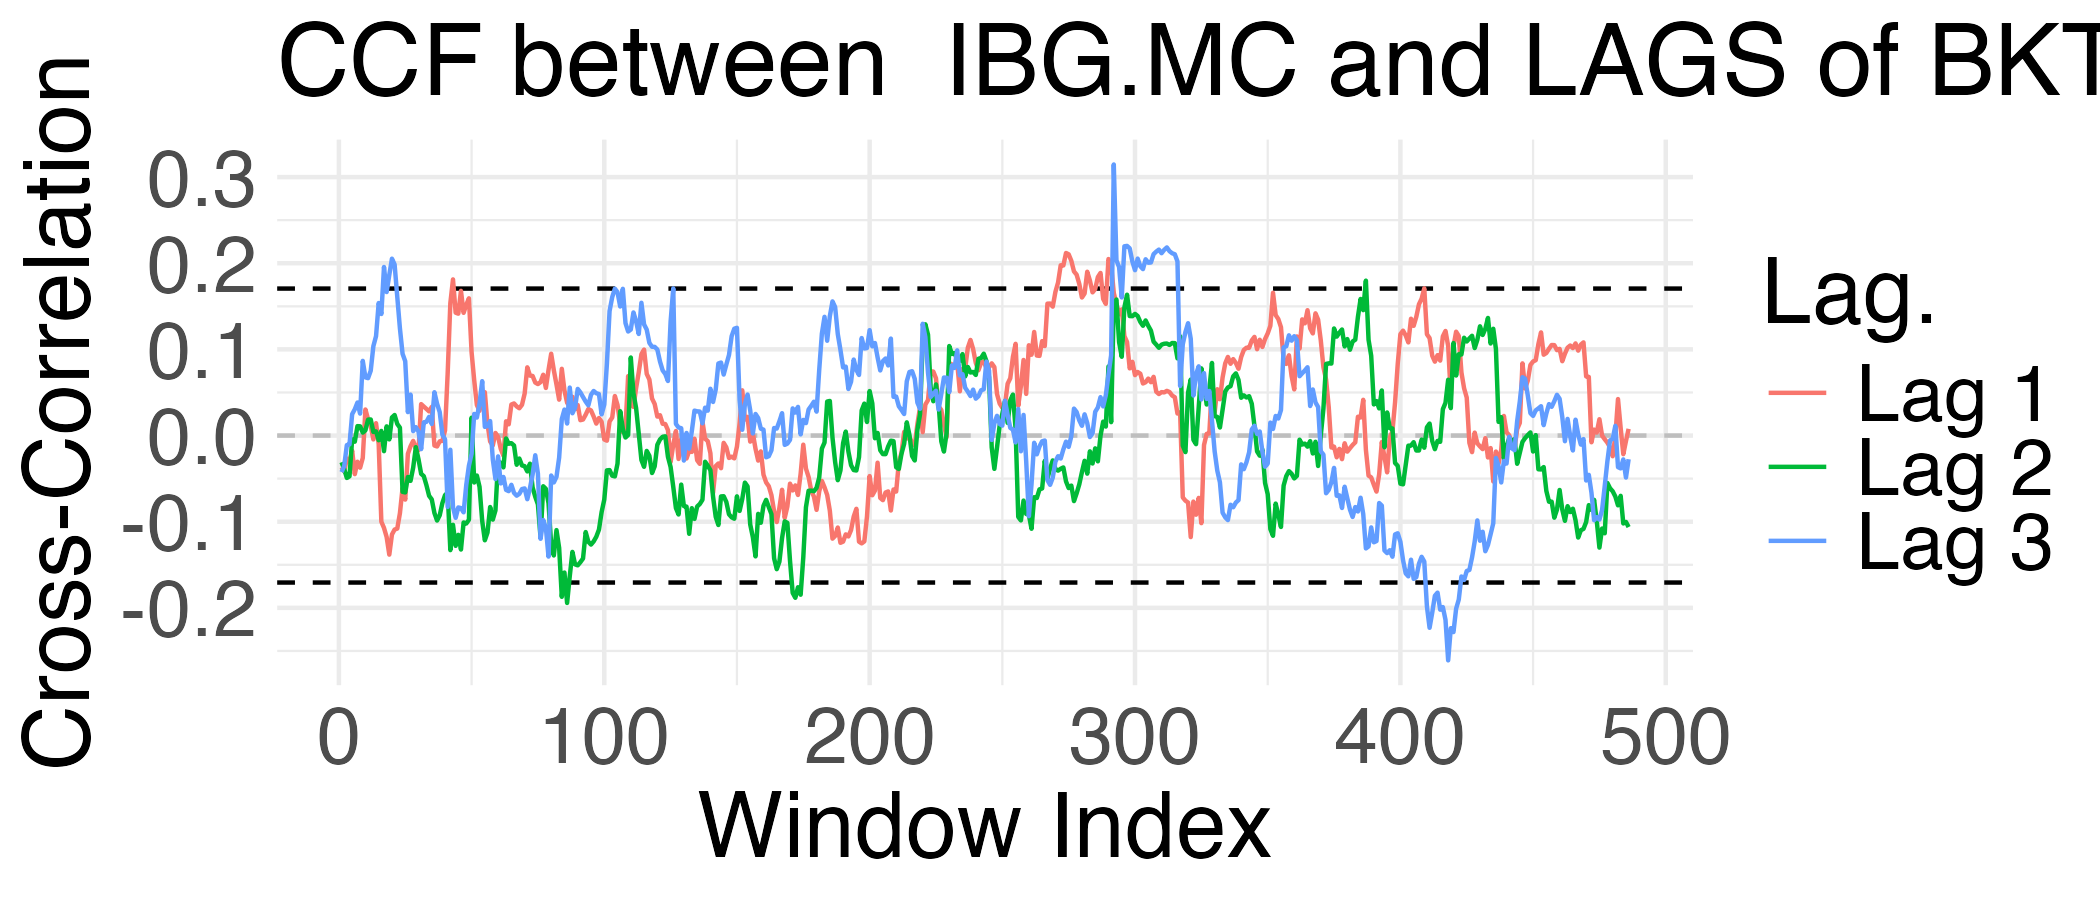 CCF between  IBG.MC and LAGS of BKT
Cross-Correlation
0.3
0.2
0.1
0.0
-0.1
-0.2
0 100 200 300 400 500
Window Index
Lag.
Lag 1
Lag 2
Lag 3